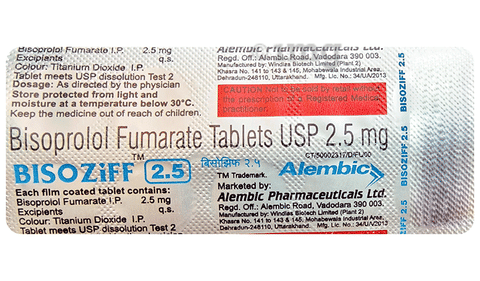 Bisoprolol Fumarate I.P. 2.5 mg
Excipients q.s.
Colour: Titanium Dioxide I.P.
Tablet meets USP dissolution Test 2
Dosage: As directed by the physician
Store protected from light and
moisture at a temperature below 30°C.
Keep the medicine out of reach of children.
Alembic Pharmaceuticals Ltd.
Regd. Off.: Alembic Road, Vadodara 390 003.
Manufactured by: Windlas Biotech Limited (Plant 2)
Khasra No. 141 to 143 & 145, Mohabewala Industrial Area,
Dehradun-248110, Uttarakhand. Mfg. Lic. No.: 34/UA/2013
CAUTION: Not to be sold by retail without
the prescription of a Registered Medical
practitioner.
Bisoprolol Fumarate Tablets USP 2.5 mg
BISOZiFF™ 2.5 बिसोझिफ २.५
Alembic
TM Trademark.
Marketed by:
Alembic Pharmaceuticals Ltd.
Regd. Off.: Alembic Road, Vadodara 390 003.
Manufactured by: Windlas Biotech Limited (Plant 2)
Khasra No. 141 to 143 & 145, Mohabewala Industrial Area,
Dehradun-248110, Uttarakhand. Mfg. Lic. No.: 34/UA/2013
Each film coated tablet contains:
Bisoprolol Fumarate I.P. 2.5 mg
Excipients q.s.
Colour: Titanium Dioxide I.P.
Tablet meets USP dissolution Test 2
BISOZiFF 2.5